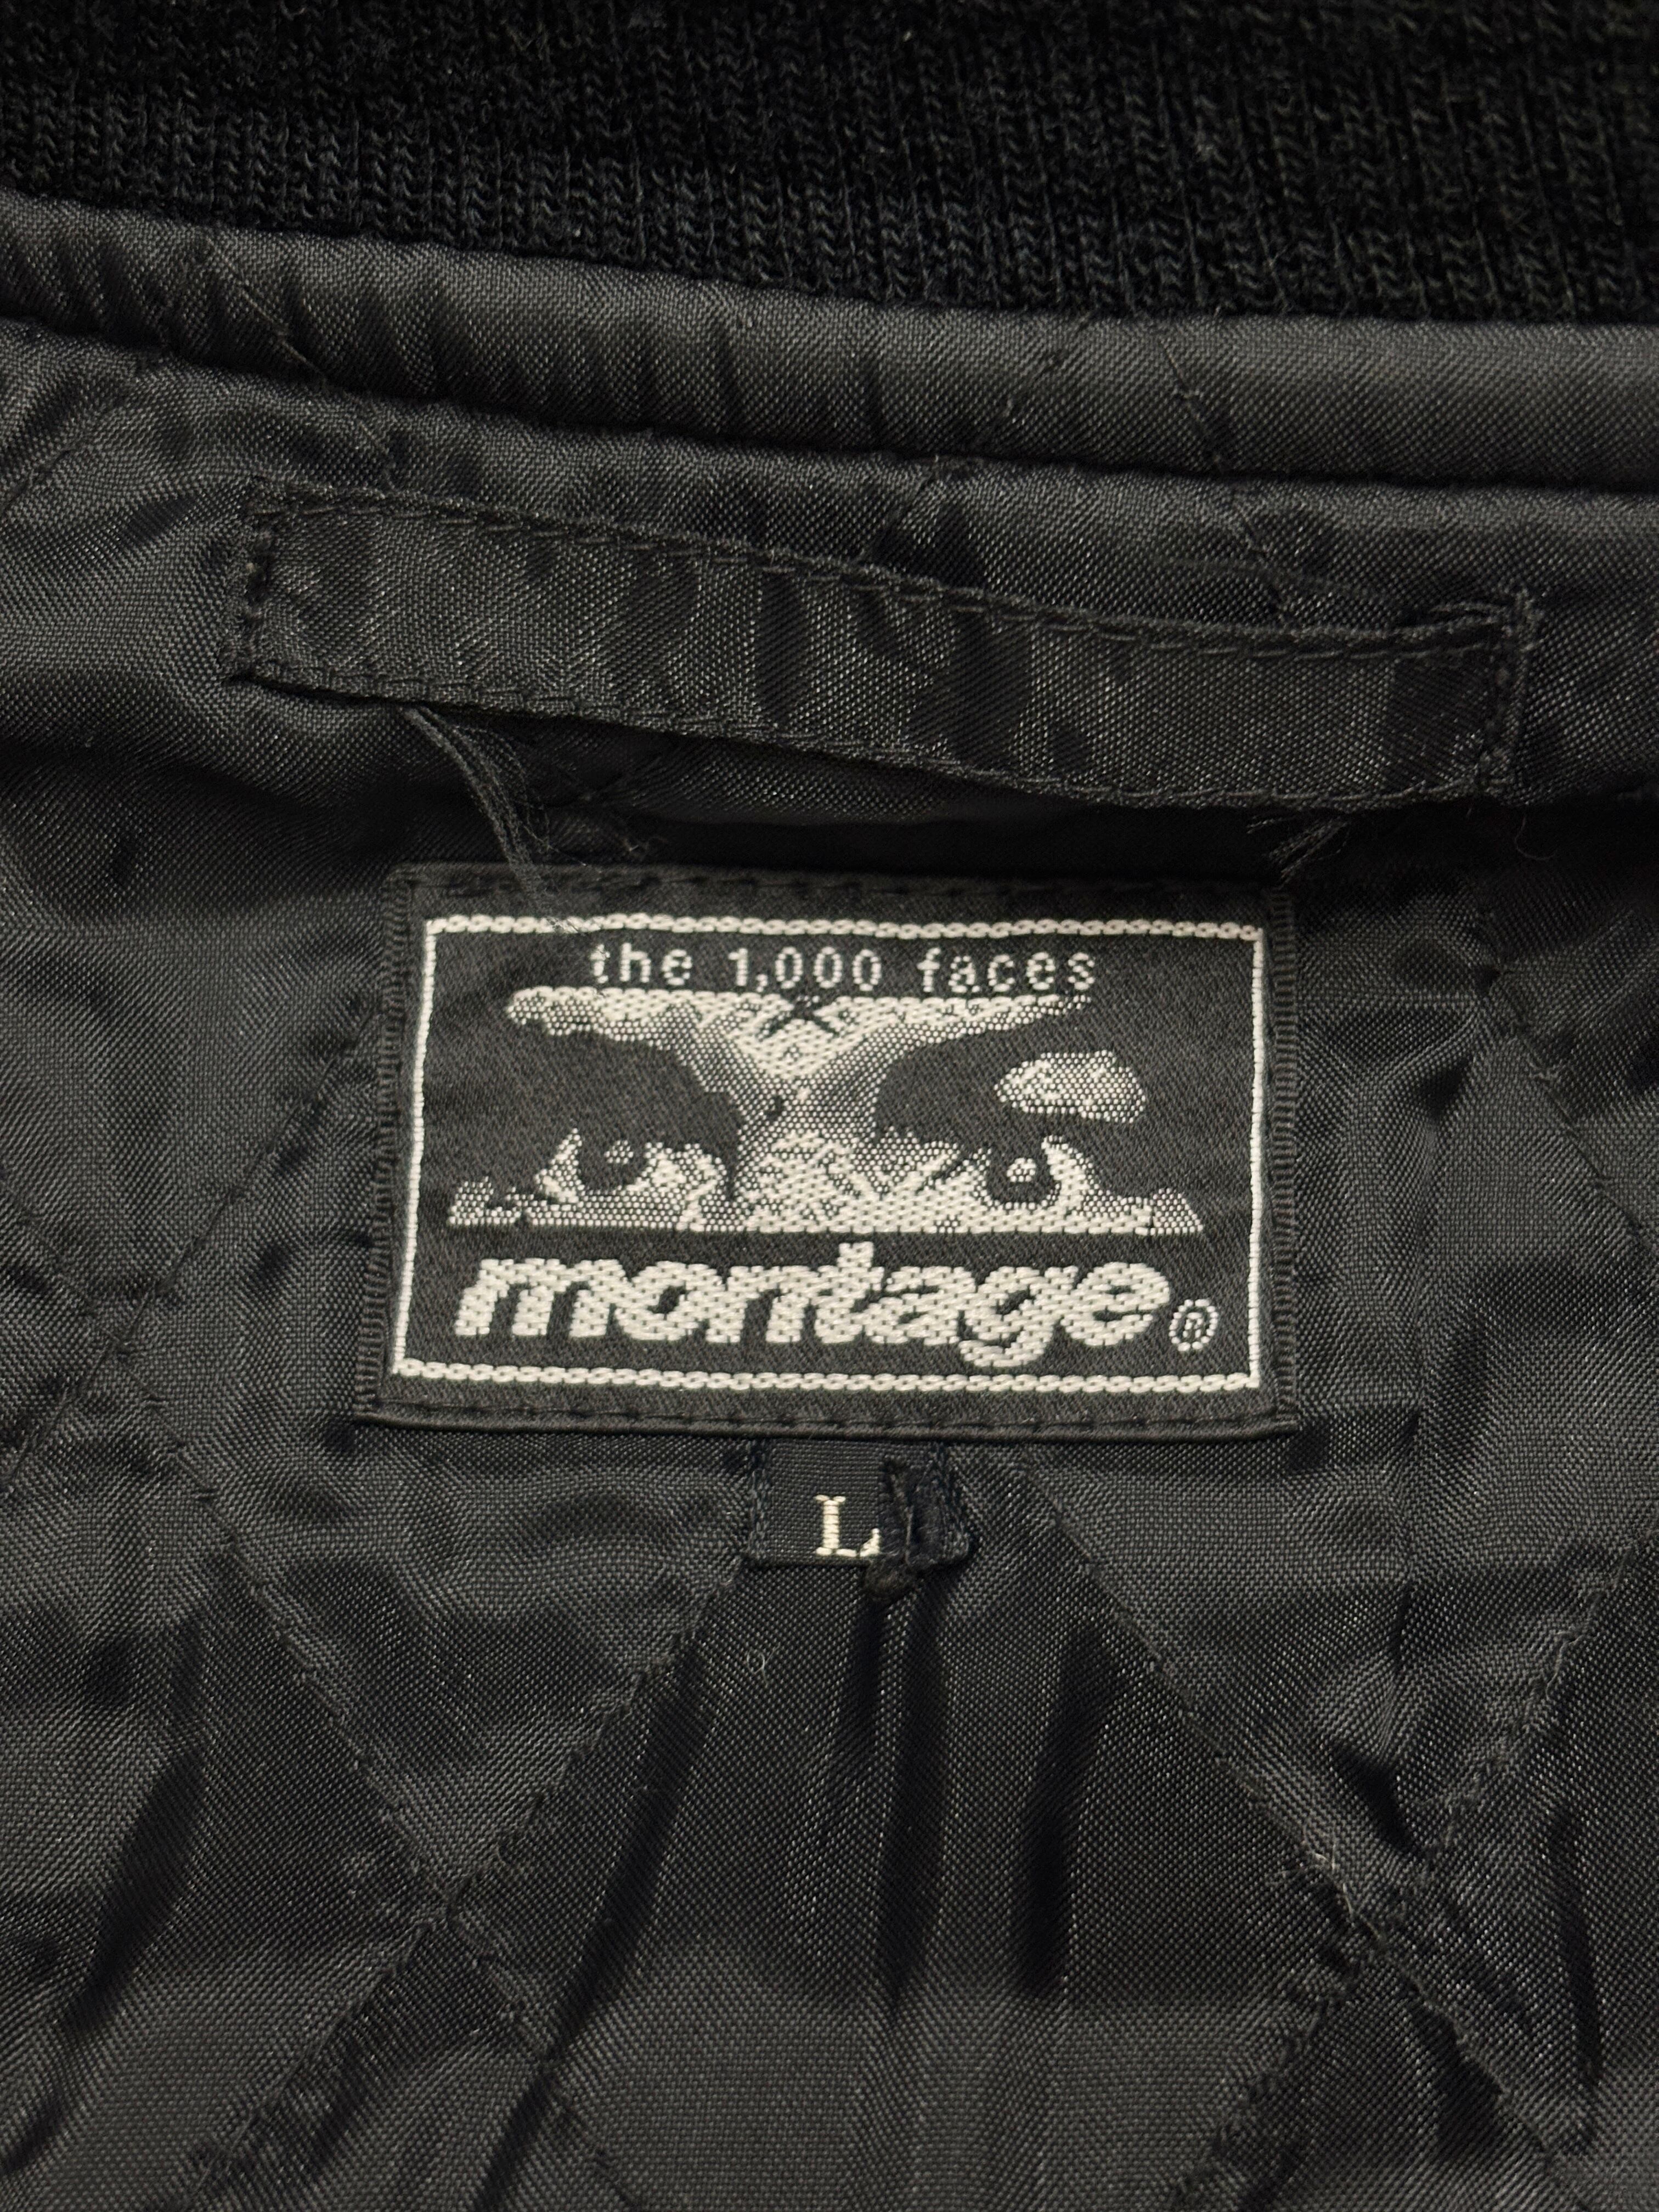 the 1,000 faces
montage®
L